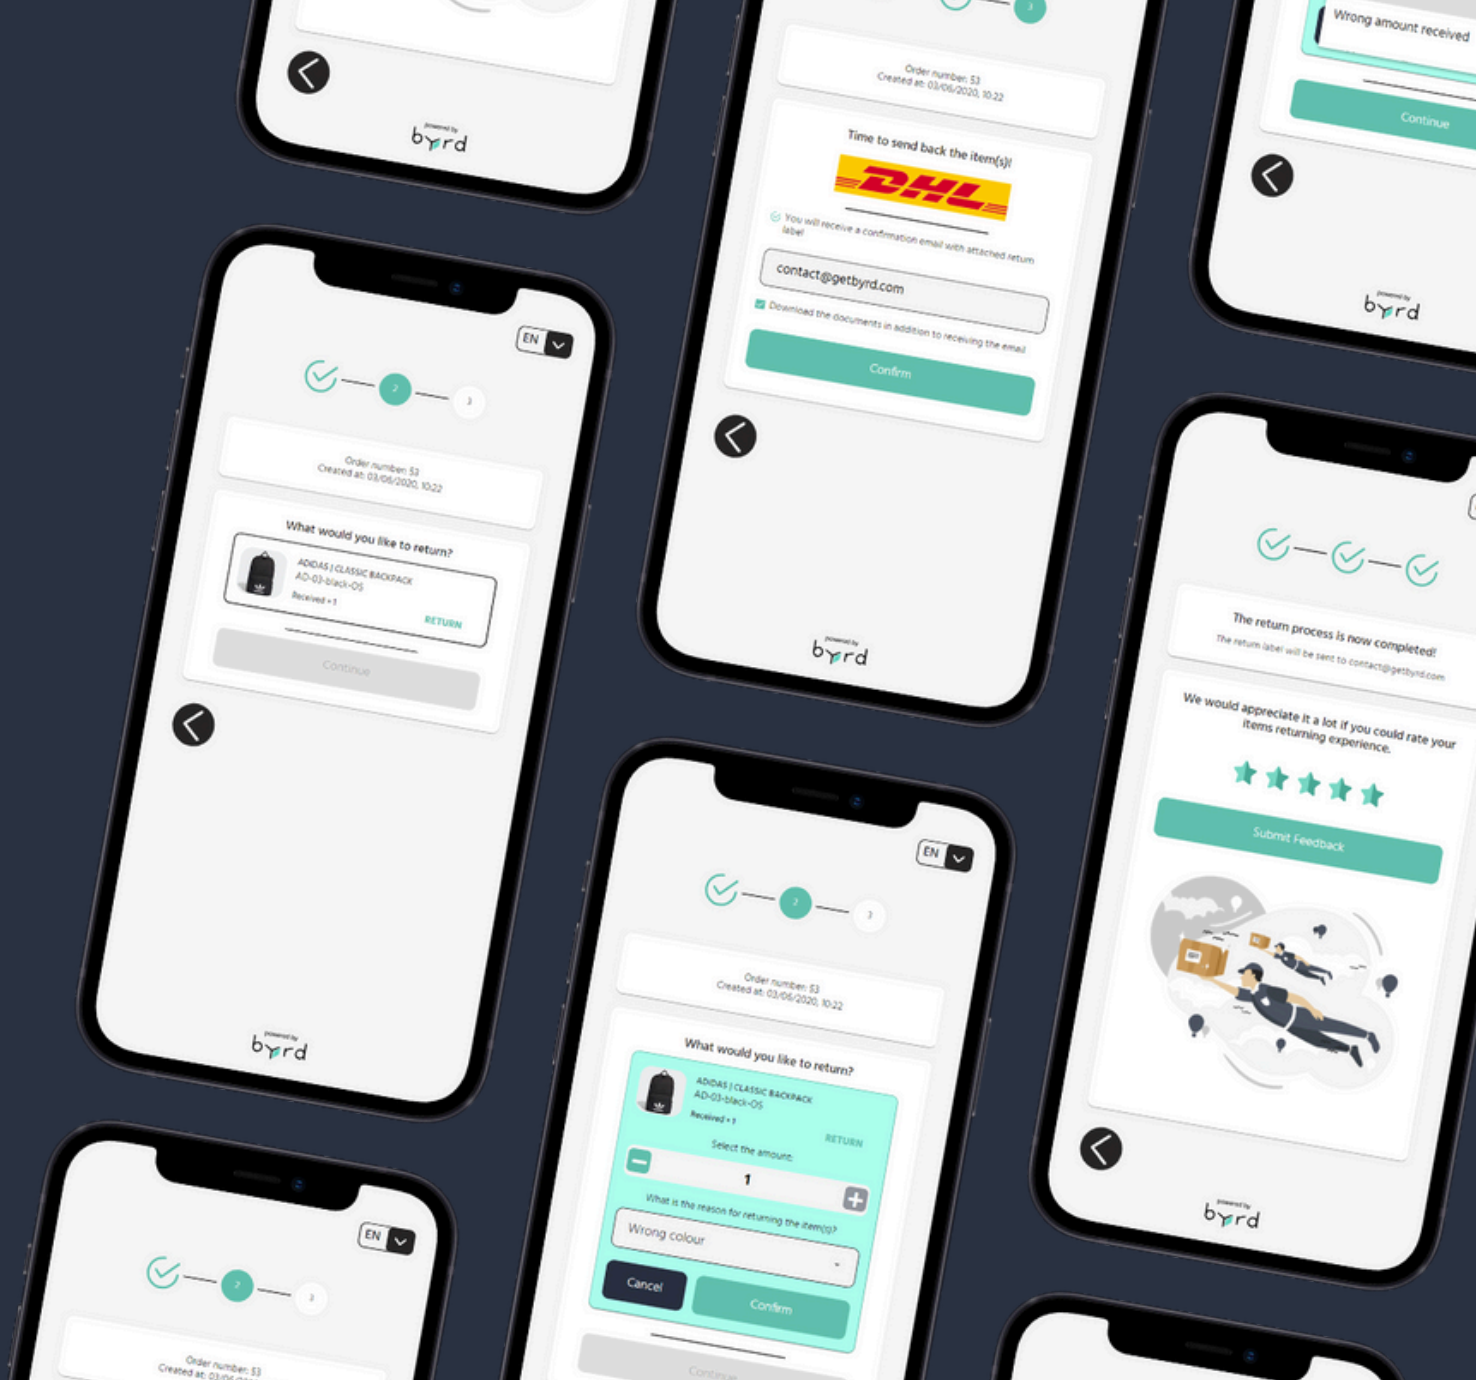 powered by
byrd
3
Order number: 53
Created at: 03/06/2020, 10:22
Time to send back the item(s)!
DHL
You will receive a confirmation email with attached return
label
contact@getbyrd.com
Download the documents in addition to receiving the email
Confirm
powered by
byrd
Wrong amount received
Continue
powered by
byrd
EN
2
3
Order number: 53
Created at: 03/06/2020, 10:22
What would you like to return?
ADIDAS | CLASSIC BACKPACK
AD-03-black-OS
Received • 1
RETURN
Continue
powered by
byrd
EN
2
3
Order number: 53
Created at: 03/06/2020, 10:22
What would you like to return?
ADIDAS | CLASSIC BACKPACK
AD-03-black-OS
Received • 1
RETURN
Select the amount:
1
What is the reason for returning the item(s)?
Wrong colour
Cancel
Confirm
Continue
The return process is now completed!
The return label will be sent to contact@getbyrd.com
We would appreciate it a lot if you could rate your
items returning experience.
Submit Feedback
powered by
byrd
EN
2
3
Order number: 53
Created at: 03/06/2020, 10:22